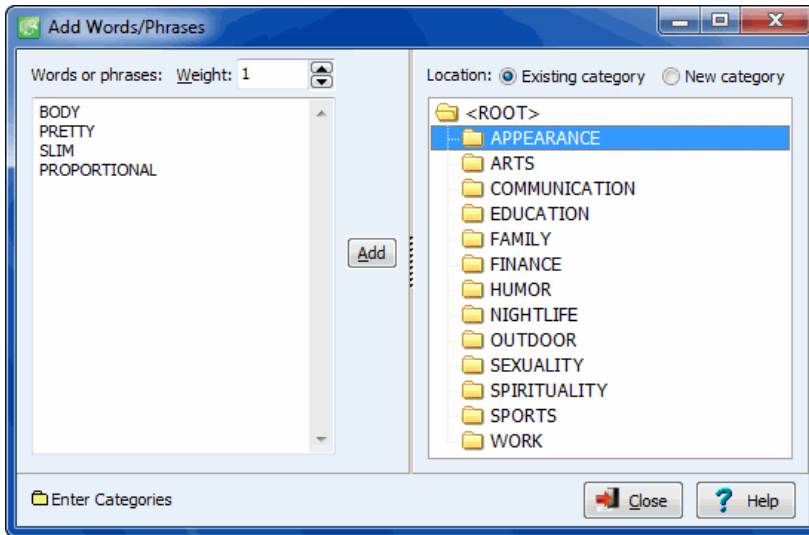 Add Words/Phrases
Words or phrases: Weight: 1
BODY
PRETTY
SLIM
PROPORTIONAL
Add
Location: Existing category New category
<ROOT>
APPEARANCE
ARTS
COMMUNICATION
EDUCATION
FAMILY
FINANCE
HUMOR
NIGHTLIFE
OUTDOOR
SEXUALITY
SPIRITUALITY
SPORTS
WORK
Enter Categories
Close
Help